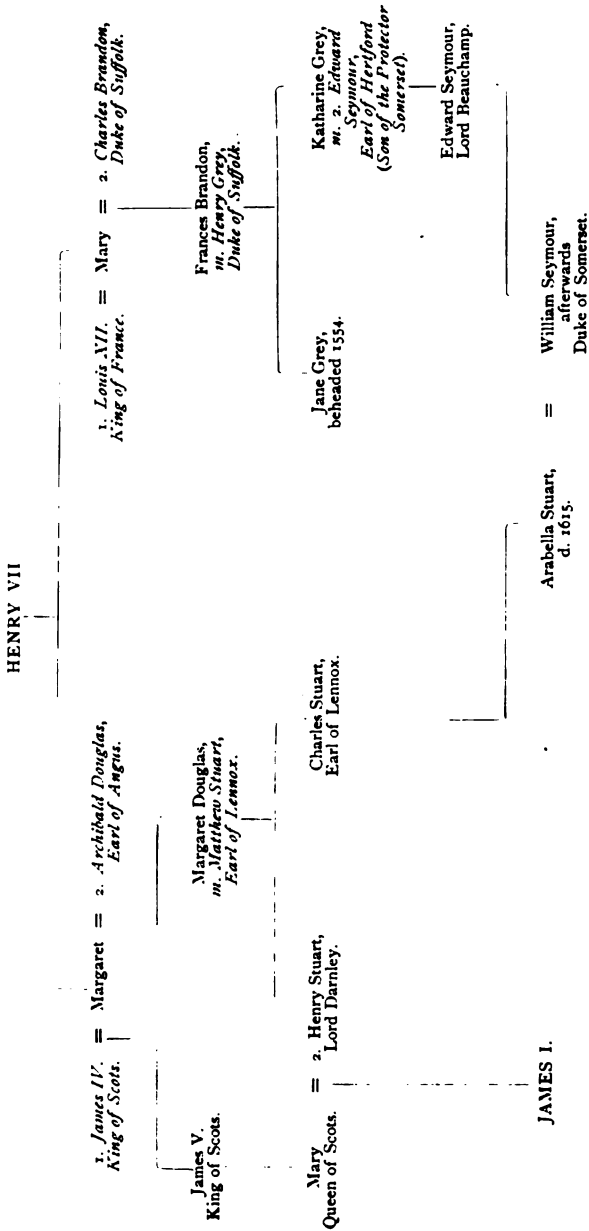 HENRY VII
1. James IV. = Margaret = 2. Archibald Douglas,
King of Scots. Earl of Angus.
1. Louis XII. = Mary = 2. Charles Brandon,
King of France. Duke of Suffolk.
James V.
King of Scots.
Margaret Douglas,
m. Matthew Stuart,
Earl of Lennox.
Frances Brandon,
m. Henry Grey,
Duke of Suffolk.
Mary = 2. Henry Stuart,
Queen of Scots. Lord Darnley.
Charles Stuart,
Earl of Lennox.
Jane Grey,
beheaded 1554.
Katharine Grey,
m. 2. Edward
Seymour,
Earl of Hertford
(Son of the Protector
Somerset).
Edward Seymour,
Lord Beauchamp.
JAMES I.
Arabella Stuart, =
d. 1615.
William Seymour,
afterwards
Duke of Somerset.